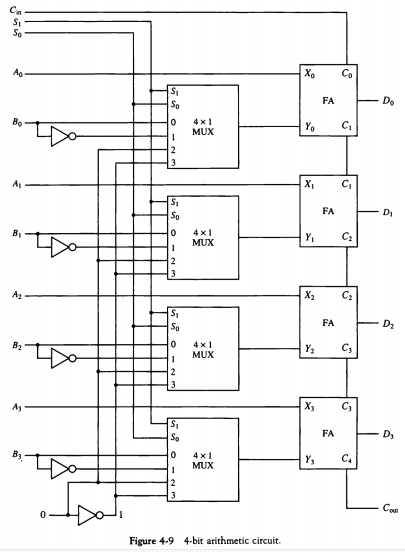 C_in
S_1
S_0
A_0
X_0 C_0
FA
D_0
S_1
S_0
B_0
0
4 × 1
MUX
1
2
3
Y_0 C_1
A_1
X_1 C_1
FA
D_1
S_1
S_0
B_1
0
4 × 1
MUX
1
2
3
Y_1 C_2
A_2
X_2 C_2
FA
D_2
S_1
S_0
B_2
0
4 × 1
MUX
1
2
3
Y_2 C_3
A_3
X_3 C_3
FA
D_3
S_1
S_0
B_3
0
4 × 1
MUX
1
2
3
Y_3 C_4
0
1
C_out
Figure 4-9 4-bit arithmetic circuit.